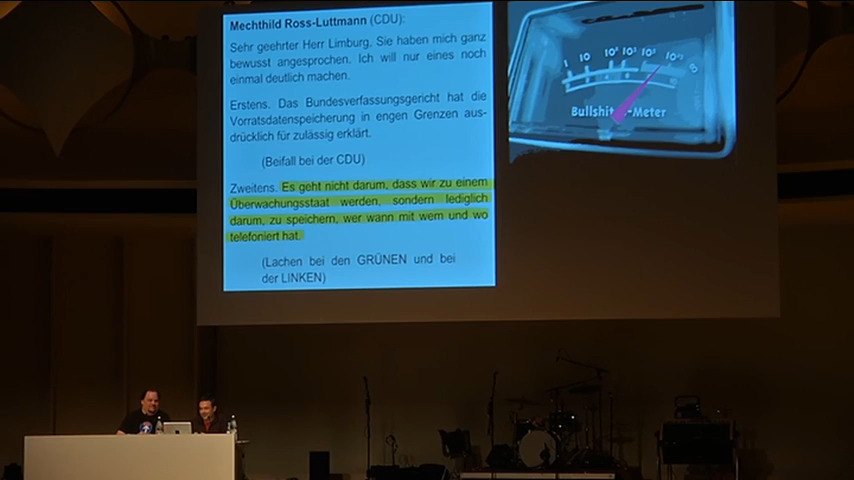 Mechthild Ross-Luttmann (CDU):
Sehr geehrter Herr Limburg. Sie haben mich ganz
bewusst angesprochen. Ich will nur eines noch
einmal deutlich machen.
Erstens. Das Bundesverfassungsgericht hat die
Vorratsdatenspeicherung in engen Grenzen aus-
drücklich für zulässig erklärt.
(Beifall bei der CDU)
Zweitens. Es geht nicht darum, dass wir zu einem
Überwachungsstaat werden, sondern lediglich
darum, zu speichern, wer wann mit wem und wo
telefoniert hat.
(Lachen bei den GRÜNEN und bei
der LINKEN)
1 10
Bullshit-Meter